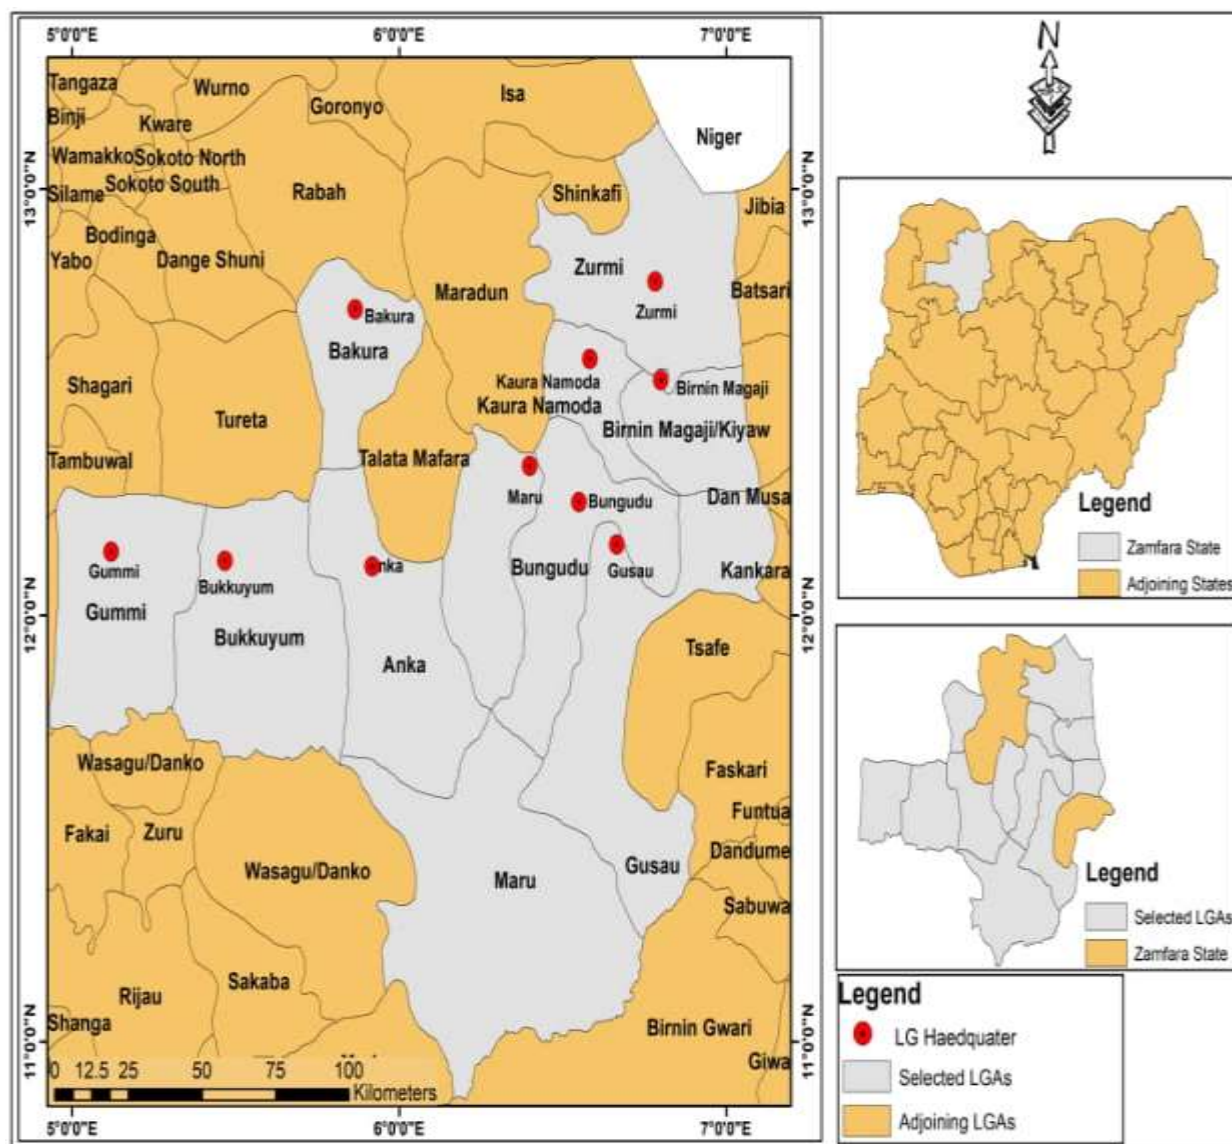 5°0'0"E
6°0'0"E
7°0'0"E
13°0'0"N
12°0'0"N
11°0'0"N
Tangaza
Wurno
Goronyo
Isa
Binji
Kware
Niger
Wamakko
Sokoto North
Silame
Sokoto South
Rabah
Shinkafi
Jibia
Bodinga
Yabo
Dange Shuni
Zurmi
Maradun
Batsari
Zurmi
Bakura
Bakura
Kaura Namoda
Birnin Magaji
Shagari
Kaura Namoda
Tureta
Birnin Magaji/Kiyaw
Tambuwal
Talata Mafara
Maru
Bungudu
Dan Musa
Gummi
Bukkuyum
nka
Bungudu
Gusau
Kankara
Gummi
Bukkuyum
Anka
Tsafe
Wasagu/Danko
Faskari
Funtua
Fakai
Zuru
Dandume
Wasagu/Danko
Maru
Gusau
Sabuwa
Sakaba
Rijau
Shanga
Birnin Gwari
Giwa
0 12.5 25 50 75 100
Kilometers
5°0'0"E
6°0'0"E
7°0'0"E
13°0'0"N
12°0'0"N
11°0'0"N
N
Legend
Zamfara State
Adjoining States
Legend
Selected LGAs
Zamfara State
Legend
LG Haedquater
Selected LGAs
Adjoining LGAs